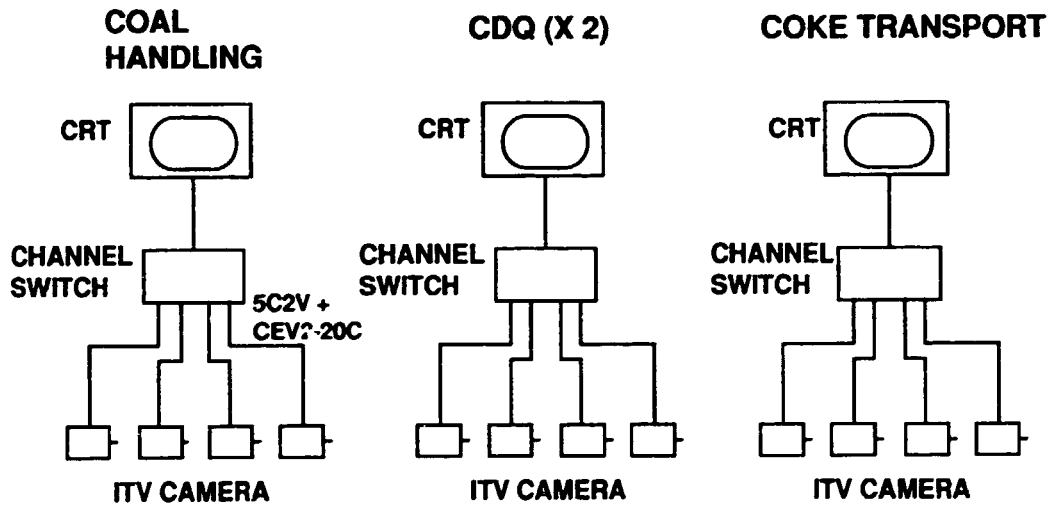 COAL
HANDLING
CDQ (X 2)
COKE TRANSPORT
CRT
CRT
CRT
CHANNEL
SWITCH
CHANNEL
SWITCH
CHANNEL
SWITCH
5C2V +
ITV CAMERA
ITV CAMERA
ITV CAMERA